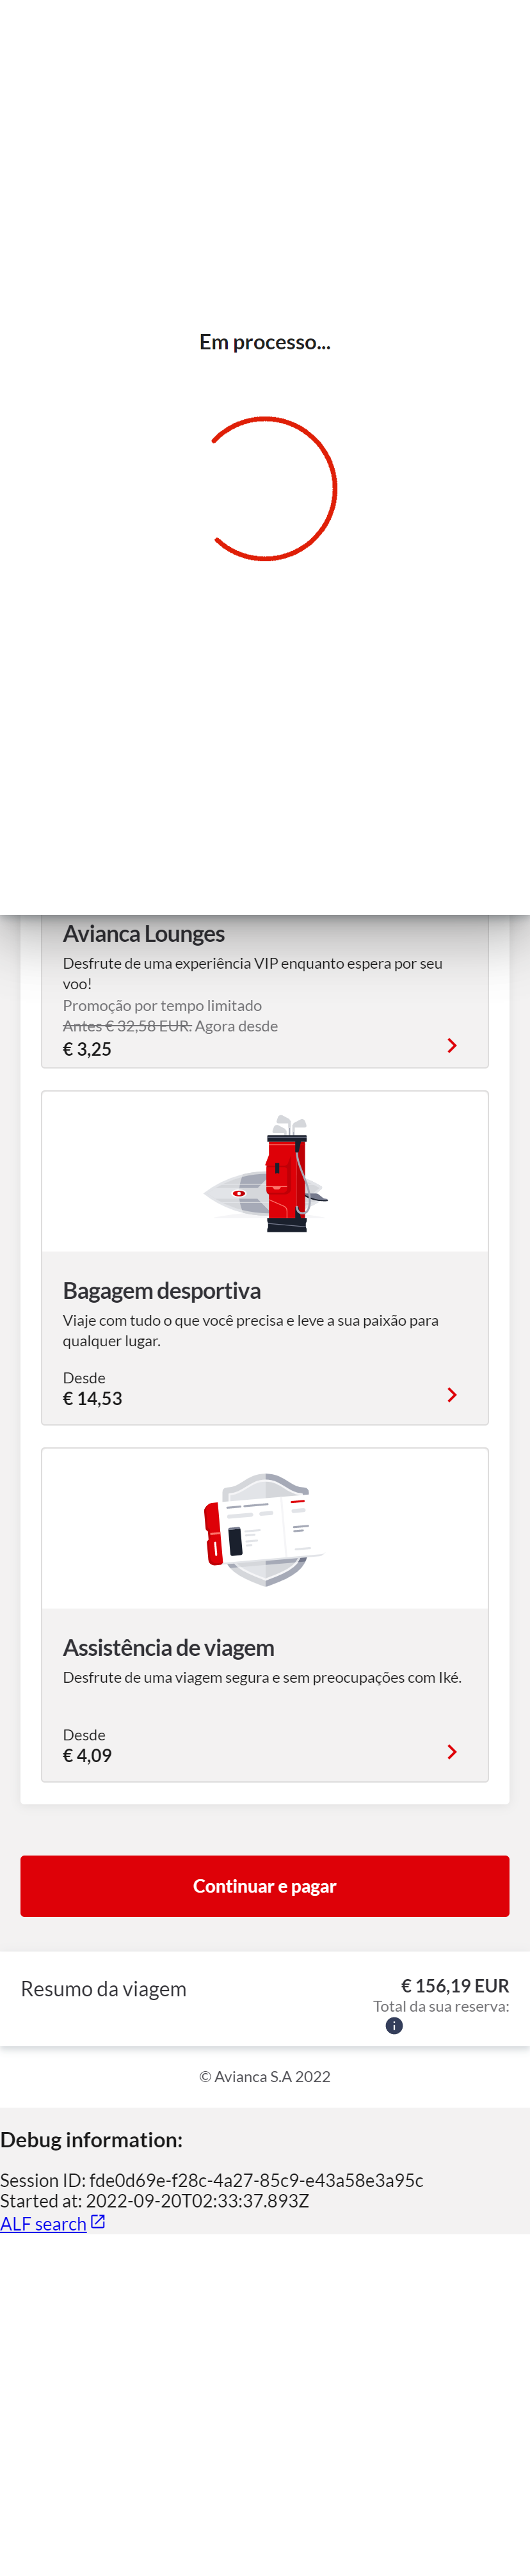 Em processo...
Avianca Lounges
Desfrute de uma experiência VIP enquanto espera por seu
voo!
Promoção por tempo limitado
Antes € 32,58 EUR. Agora desde
€ 3,25
Bagagem desportiva
Viaje com tudo o que você precisa e leve a sua paixão para
qualquer lugar.
Desde
€ 14,53
Assistência de viagem
Desfrute de uma viagem segura e sem preocupações com Iké.
Desde
€ 4,09
Continuar e pagar
Resumo da viagem
€ 156,19 EUR
Total da sua reserva:
© Avianca S.A 2022
Debug information:
Session ID: fde0d69e-f28c-4a27-85c9-e43a58e3a95c
Started at: 2022-09-20T02:33:37.893Z
ALF search